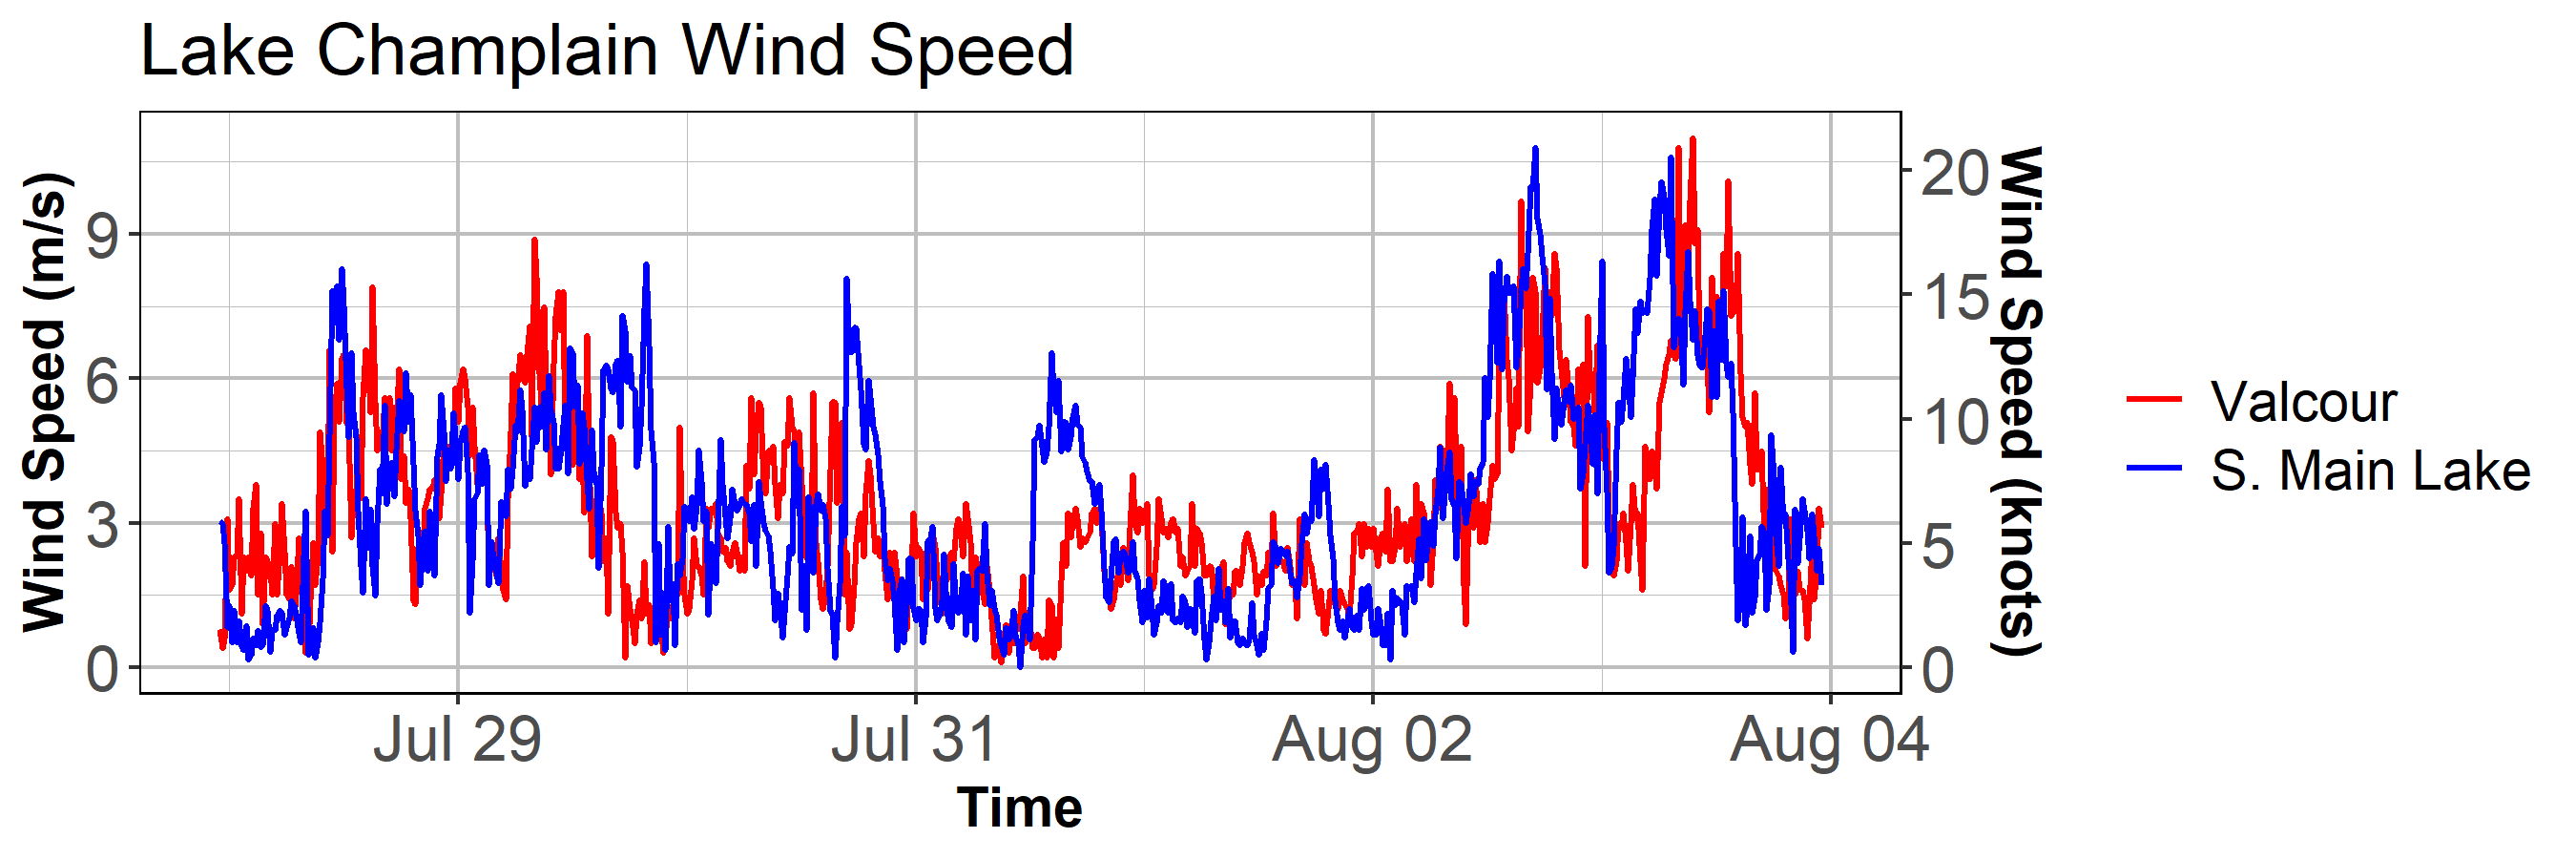 Lake Champlain Wind Speed
Wind Speed (m/s)
9
6
3
0
20
15
10
5
0
Wind Speed (knots)
Jul 29
Jul 31
Aug 02
Aug 04
Time
Valcour
S. Main Lake